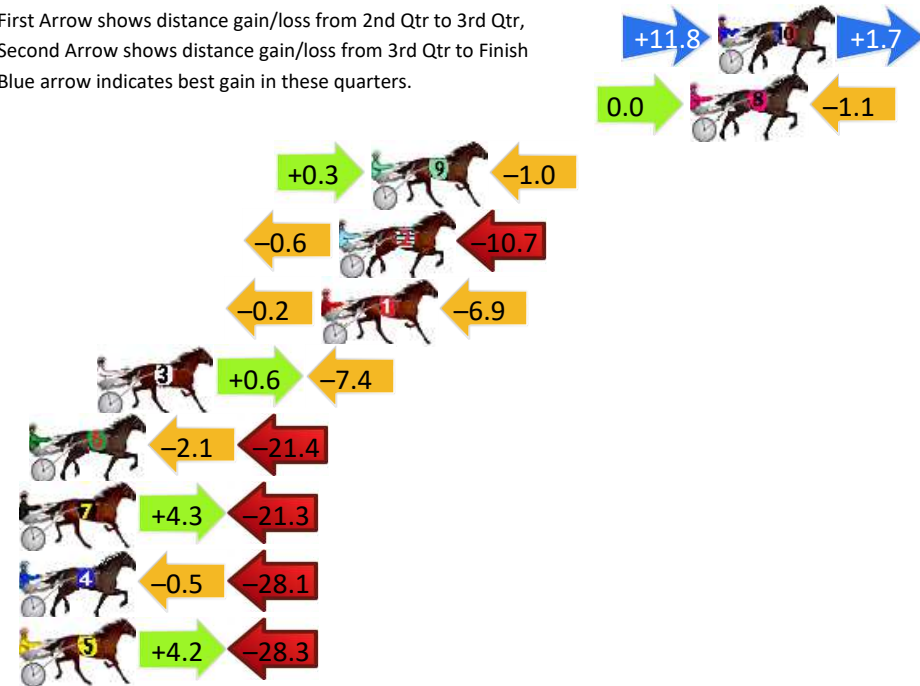 First Arrow shows distance gain/loss from 2nd Qtr to 3rd Qtr,
Second Arrow shows distance gain/loss from 3rd Qtr to Finish
Blue arrow indicates best gain in these quarters.
+11.8 10 +1.7
0.0 8 –1.1
+0.3 9 –1.0
–0.6 2 –10.7
–0.2 1 –6.9
3 +0.6 –7.4
6 –2.1 –21.4
7 +4.3 –21.3
4 –0.5 –28.1
5 +4.2 –28.3